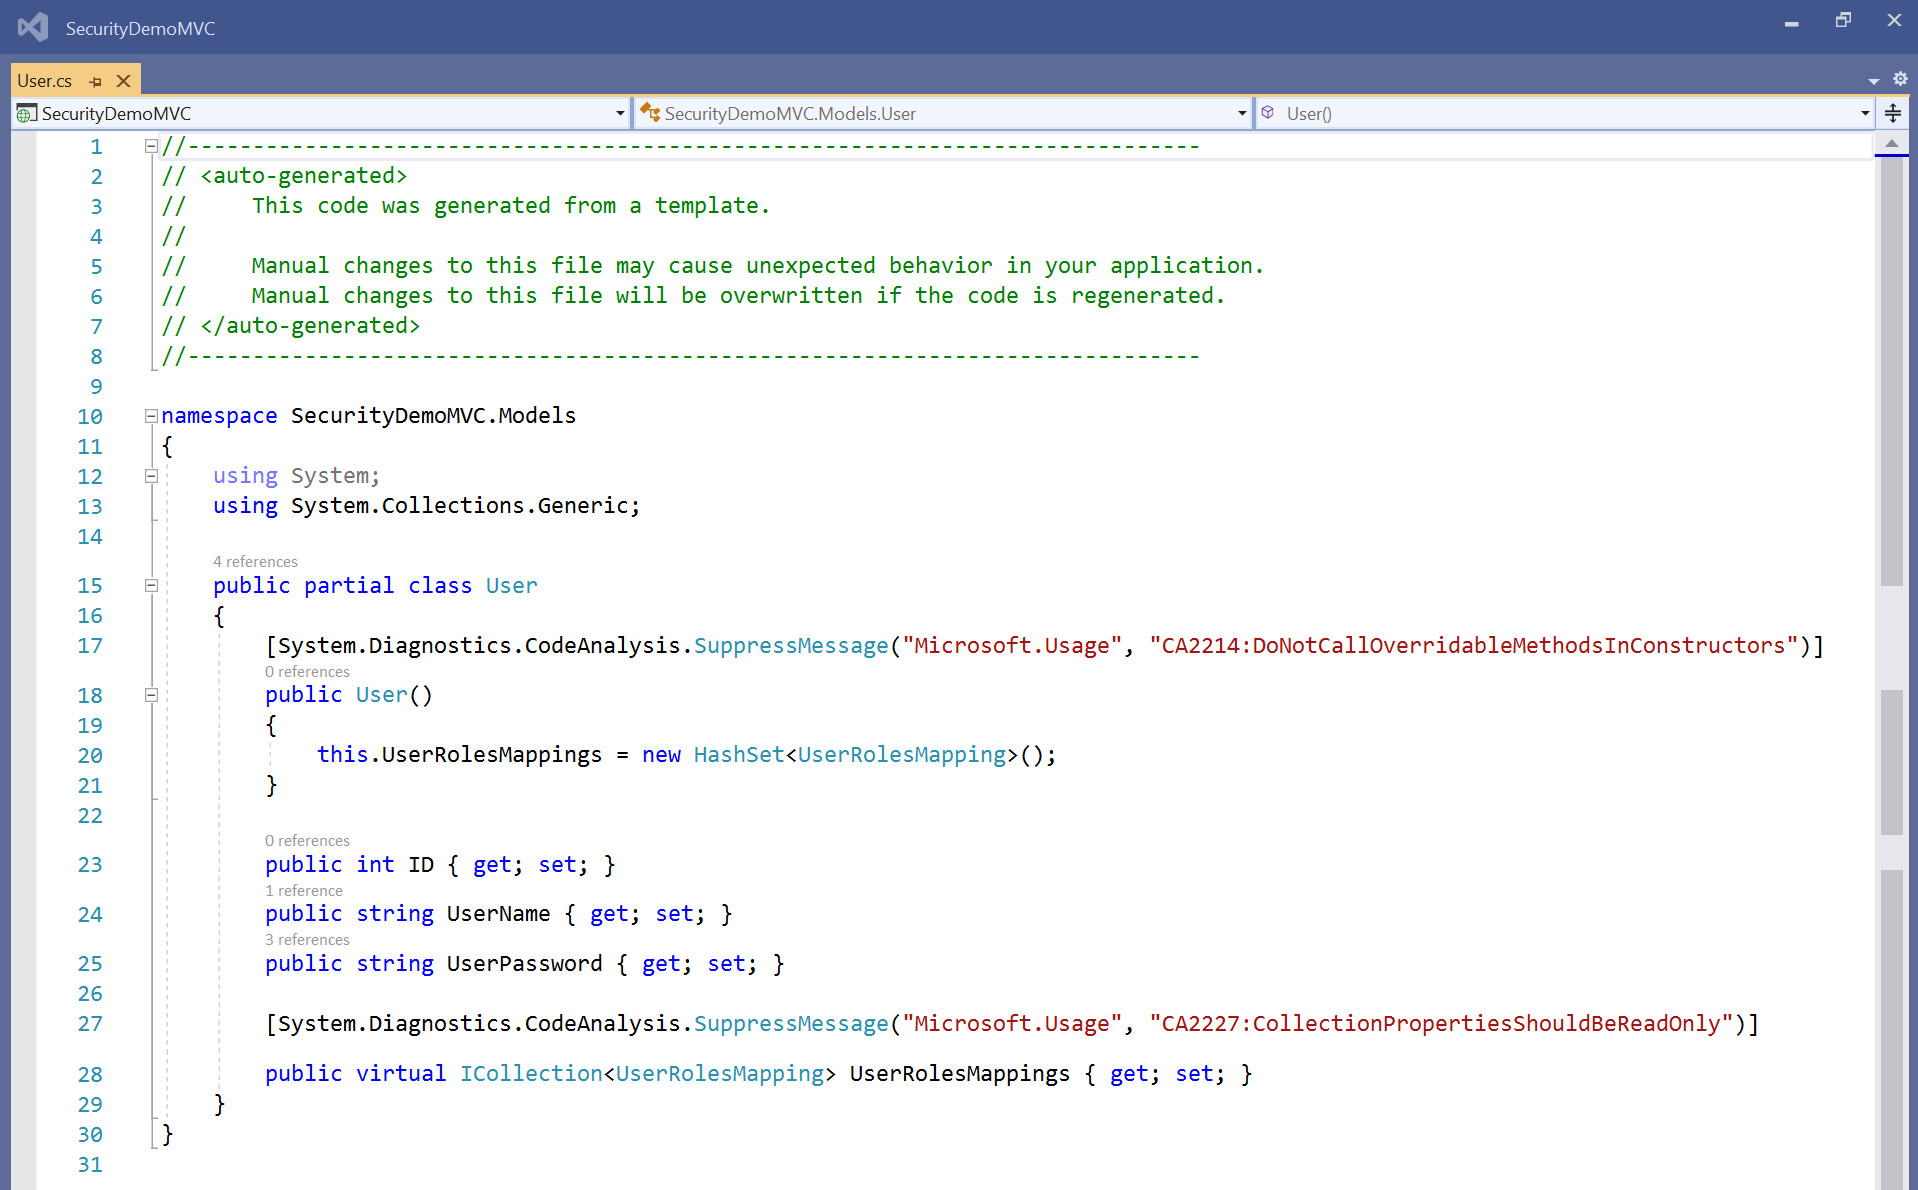 SecurityDemoMVC
User.cs
SecurityDemoMVC SecurityDemoMVC.Models.User User()
1 //------------------------------------------------------------------------------
2 // <auto-generated>
3 //     This code was generated from a template.
4 //
5 //     Manual changes to this file may cause unexpected behavior in your application.
6 //     Manual changes to this file will be overwritten if the code is regenerated.
7 // </auto-generated>
8 //------------------------------------------------------------------------------
9
10 namespace SecurityDemoMVC.Models
11 {
12     using System;
13     using System.Collections.Generic;
14
4 references
15     public partial class User
16     {
17         [System.Diagnostics.CodeAnalysis.SuppressMessage("Microsoft.Usage", "CA2214:DoNotCallOverridableMethodsInConstructors")]
0 references
18         public User()
19         {
20             this.UserRolesMappings = new HashSet<UserRolesMapping>();
21         }
22
0 references
23         public int ID { get; set; }
1 reference
24         public string UserName { get; set; }
3 references
25         public string UserPassword { get; set; }
26
27         [System.Diagnostics.CodeAnalysis.SuppressMessage("Microsoft.Usage", "CA2227:CollectionPropertiesShouldBeReadOnly")]
28         public virtual ICollection<UserRolesMapping> UserRolesMappings { get; set; }
29     }
30 }
31